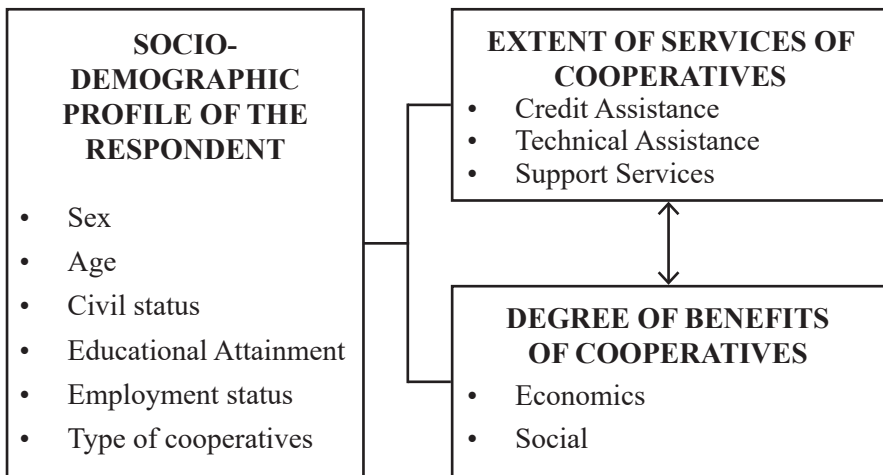 SOCIO-
DEMOGRAPHIC
PROFILE OF THE
RESPONDENT
• Sex
• Age
• Civil status
• Educational Attainment
• Employment status
• Type of cooperatives
EXTENT OF SERVICES OF
COOPERATIVES
• Credit Assistance
• Technical Assistance
• Support Services
DEGREE OF BENEFITS
OF COOPERATIVES
• Economics
• Social